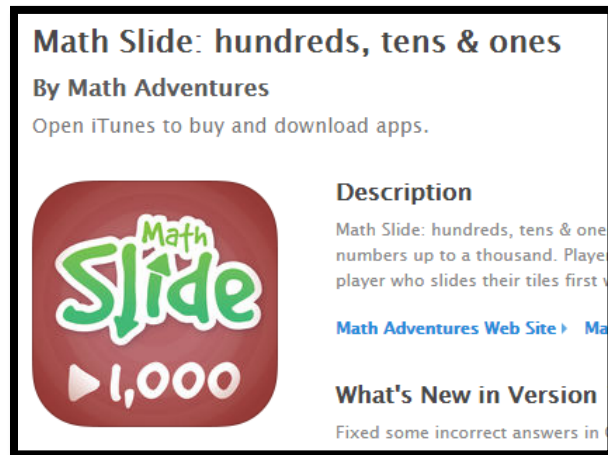 Math Slide: hundreds, tens & ones
By Math Adventures
Open iTunes to buy and download apps.
Math
Slide
1,000
Description
Math Slide: hundreds, tens & one
numbers up to a thousand. Player
player who slides their tiles first
Math Adventures Web Site Ma
What's New in Version
Fixed some incorrect answers in